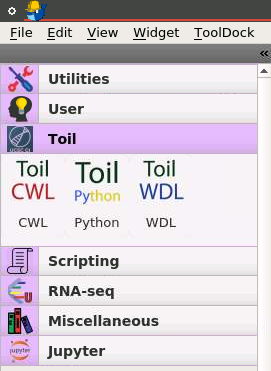 File Edit View Widget ToolDock
«
Utilities
User
Toil
Toil Toil Toil
CWL Python WDL
CWL Python WDL
Scripting
RNA-seq
Miscellaneous
jupyter Jupyter